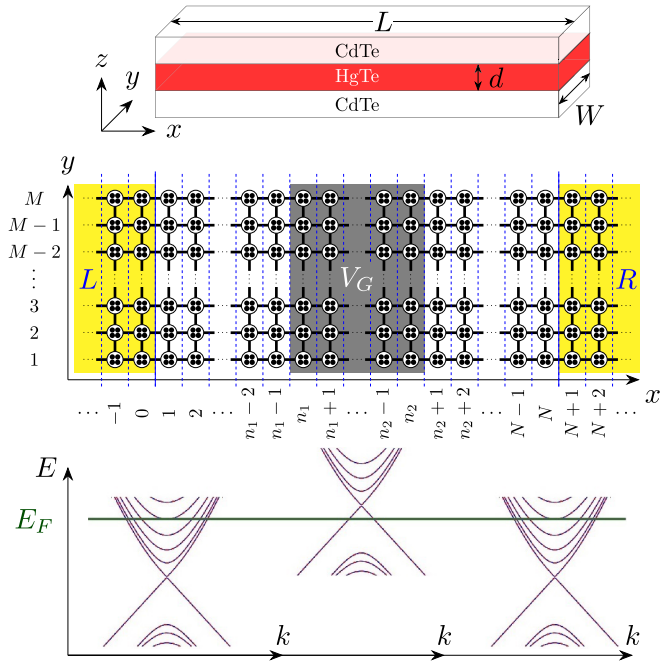 L
CdTe
HgTe
CdTe
d
W
z
y
x
y
M
M − 1
M − 2
⋮
3
2
1
L
V_G
R
x
⋯ −1 0 1 2 ⋯ n₁−2 n₁−1 n₁ n₁+1 ⋯ n₂−1 n₂ n₂+1 n₂+2 ⋯ N−1 N N+1 N+2 ⋯
E
E_F
k k k